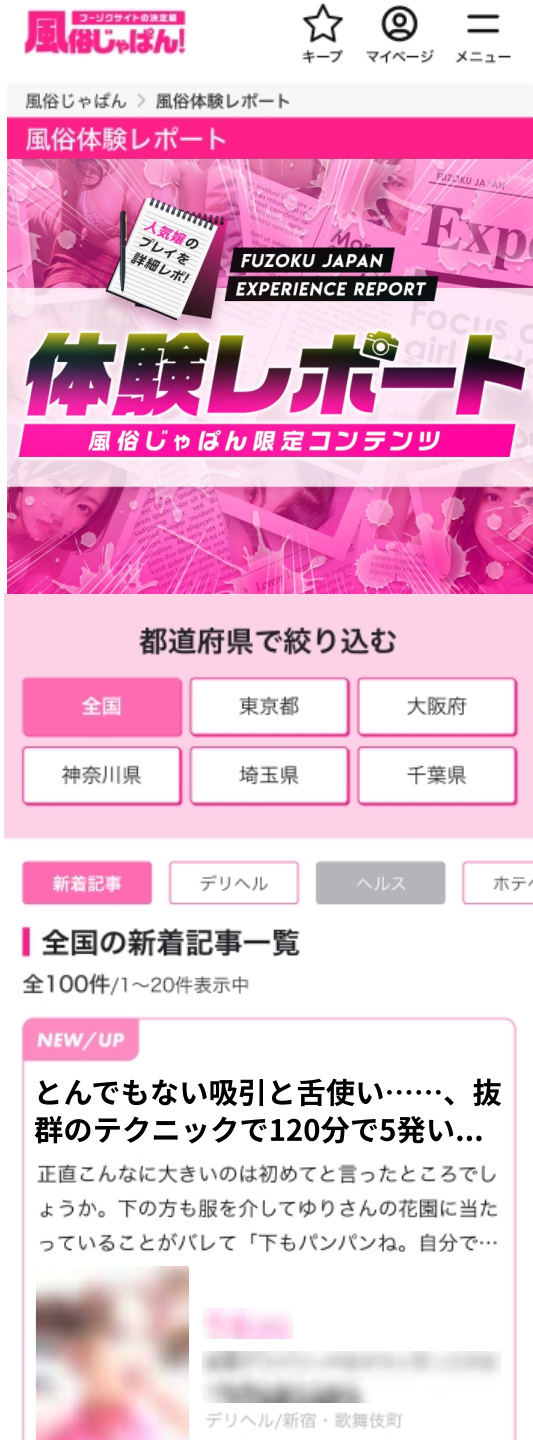 フーゾクサイトの決定版
風俗じゃぱん!
キープ
マイページ
メニュー
風俗じゃぱん > 風俗体験レポート
風俗体験レポート
FUZOKU JAPAN
Exp
人気嬢の
プレイを
詳細レポ!
FUZOKU JAPAN
EXPERIENCE REPORT
Focus
girl
体験レポート
風俗じゃぱん限定コンテンツ
都道府県で絞り込む
全国
東京都
大阪府
神奈川県
埼玉県
千葉県
新着記事
デリヘル
ヘルス
ホテ
全国の新着記事一覧
全100件/1〜20件表示中
NEW/UP
とんでもない吸引と舌使い……、抜
群のテクニックで120分で5発い...
正直こんなに大きいのは初めてと言ったところでし
ょうか。下の方も服を介してゆりさんの花園に当た
っていることがバレて「下もパンパンね。自分で…
デリヘル/新宿・歌舞伎町